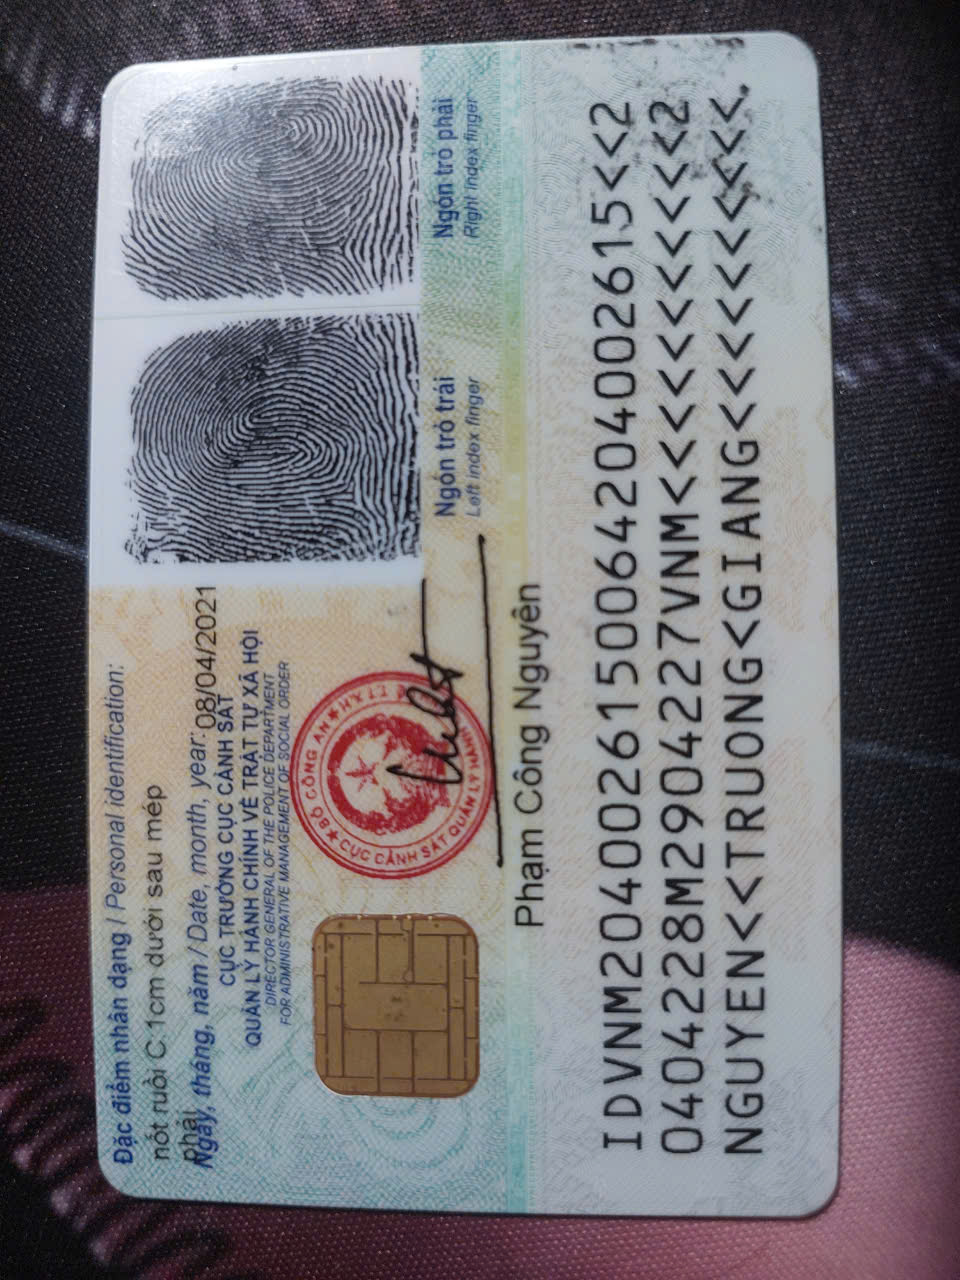 Đặc điểm nhân dạng / Personal identification:
nốt ruồi C:1cm dưới sau mép
phải
Ngày, tháng, năm / Date, month, year: 08/04/2021
CỤC TRƯỞNG CỤC CẢNH SÁT
QUẢN LÝ HÀNH CHÍNH VỀ TRẬT TỰ XÃ HỘI
DIRECTOR GENERAL OF THE POLICE DEPARTMENT
FOR ADMINISTRATIVE MANAGEMENT OF SOCIAL ORDER
BỘ CÔNG AN
CỤC CẢNH SÁT QUẢN LÝ HÀNH
Phạm Công Nguyên
Ngón trỏ trái
Left index finger
Ngón trỏ phải
Right index finger
IDVNM2040026150064204002615<<2
0404228M2904227VNM<<<<<<<<<<<2
NGUYEN<<TRUONG<GIANG<<<<<<<<<<